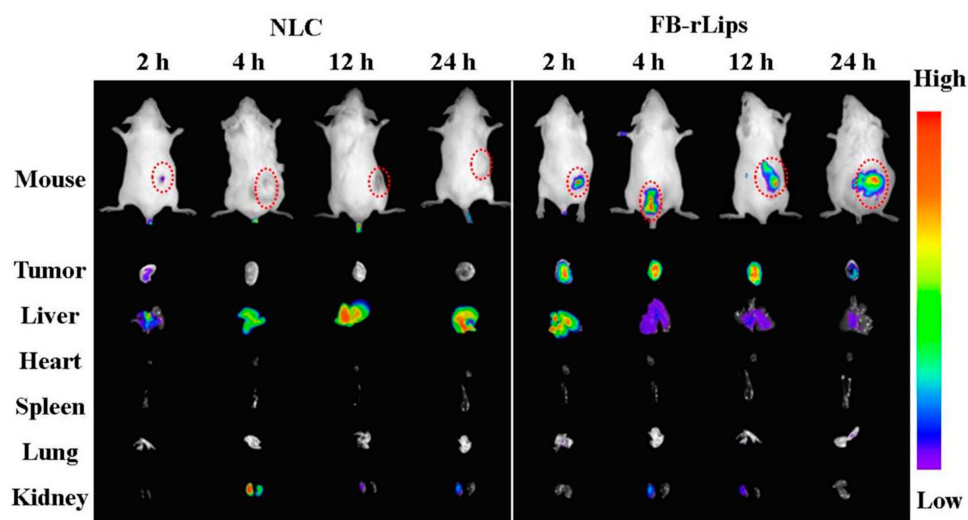 NLC FB-rLips
2 h 4 h 12 h 24 h 2 h 4 h 12 h 24 h
High
Mouse
Tumor
Liver
Heart
Spleen
Lung
Kidney
Low